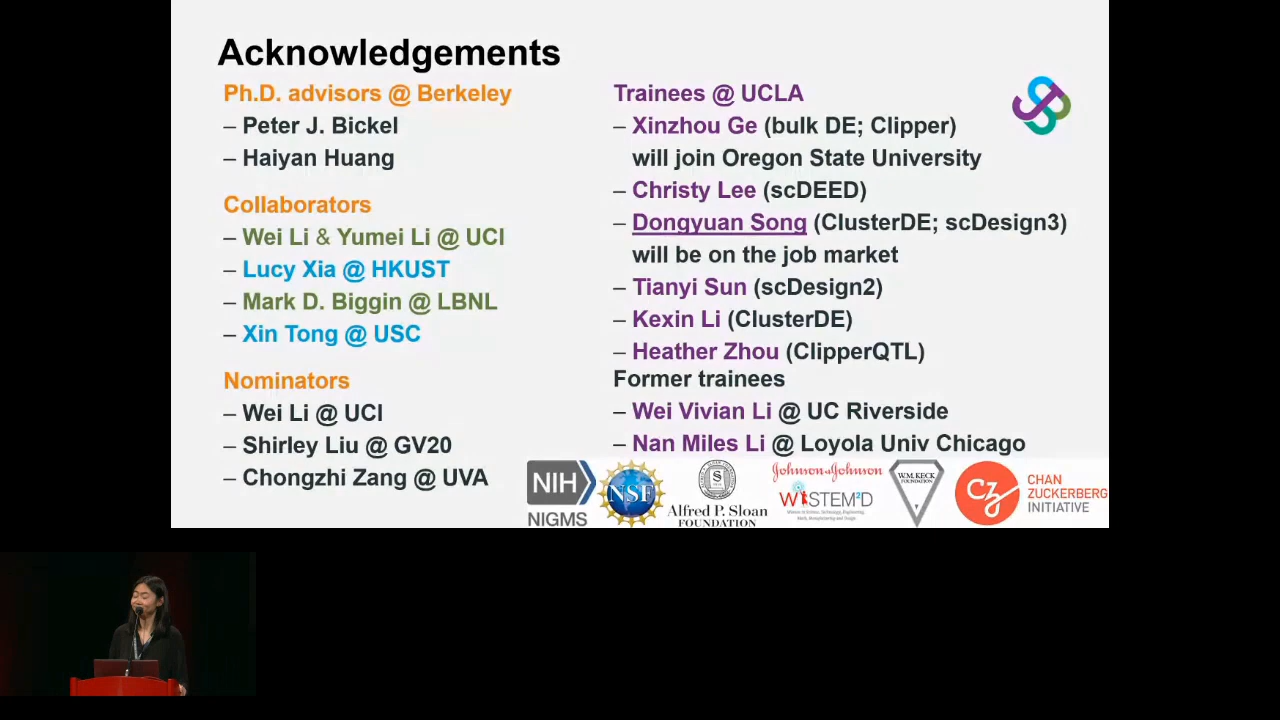 Acknowledgements
Ph.D. advisors @ Berkeley
– Peter J. Bickel
– Haiyan Huang
Collaborators
– Wei Li & Yumei Li @ UCI
– Lucy Xia @ HKUST
– Mark D. Biggin @ LBNL
– Xin Tong @ USC
Nominators
– Wei Li @ UCI
– Shirley Liu @ GV20
– Chongzhi Zang @ UVA
Trainees @ UCLA
– Xinzhou Ge (bulk DE; Clipper)
will join Oregon State University
– Christy Lee (scDEED)
– Dongyuan Song (ClusterDE; scDesign3)
will be on the job market
– Tianyi Sun (scDesign2)
– Kexin Li (ClusterDE)
– Heather Zhou (ClipperQTL)
Former trainees
– Wei Vivian Li @ UC Riverside
– Nan Miles Li @ Loyola Univ Chicago
NIH
NIGMS
NSF
Alfred P. Sloan
FOUNDATION
Johnson & Johnson
WiSTEM²D
W.M. KECK
FOUNDATION
CZ
CHAN
ZUCKERBERG
INITIATIVE